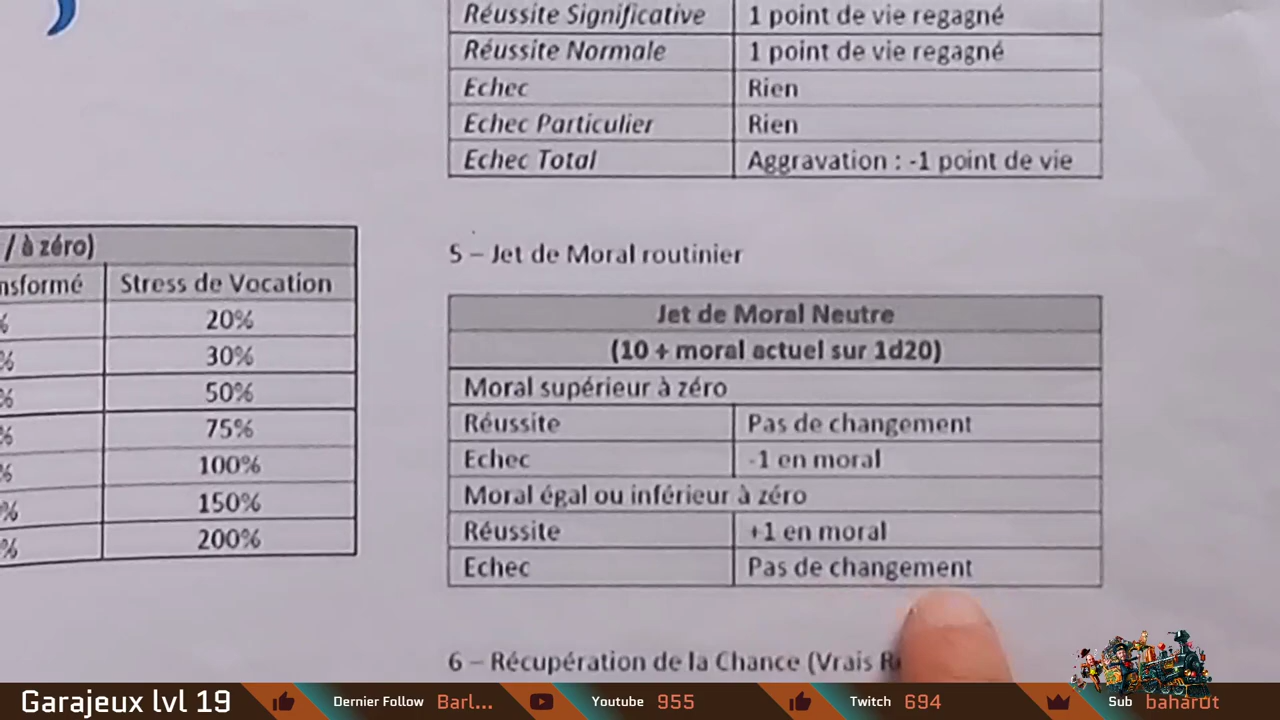 Réussite Significative 1 point de vie regagné
Réussite Normale 1 point de vie regagné
Echec Rien
Echec Particulier Rien
Echec Total Aggravation : -1 point de vie
/ à zéro)
nsformé Stress de Vocation
% 20%
% 30%
% 50%
% 75%
% 100%
% 150%
% 200%
5 – Jet de Moral routinier
Jet de Moral Neutre
(10 + moral actuel sur 1d20)
Moral supérieur à zéro
Réussite Pas de changement
Echec -1 en moral
Moral égal ou inférieur à zéro
Réussite +1 en moral
Echec Pas de changement
6 – Récupération de la Chance (Vrais
Garajeux lvl 19 Dernier Follow Barl... Youtube 955 Twitch 694 Sub bahar0t